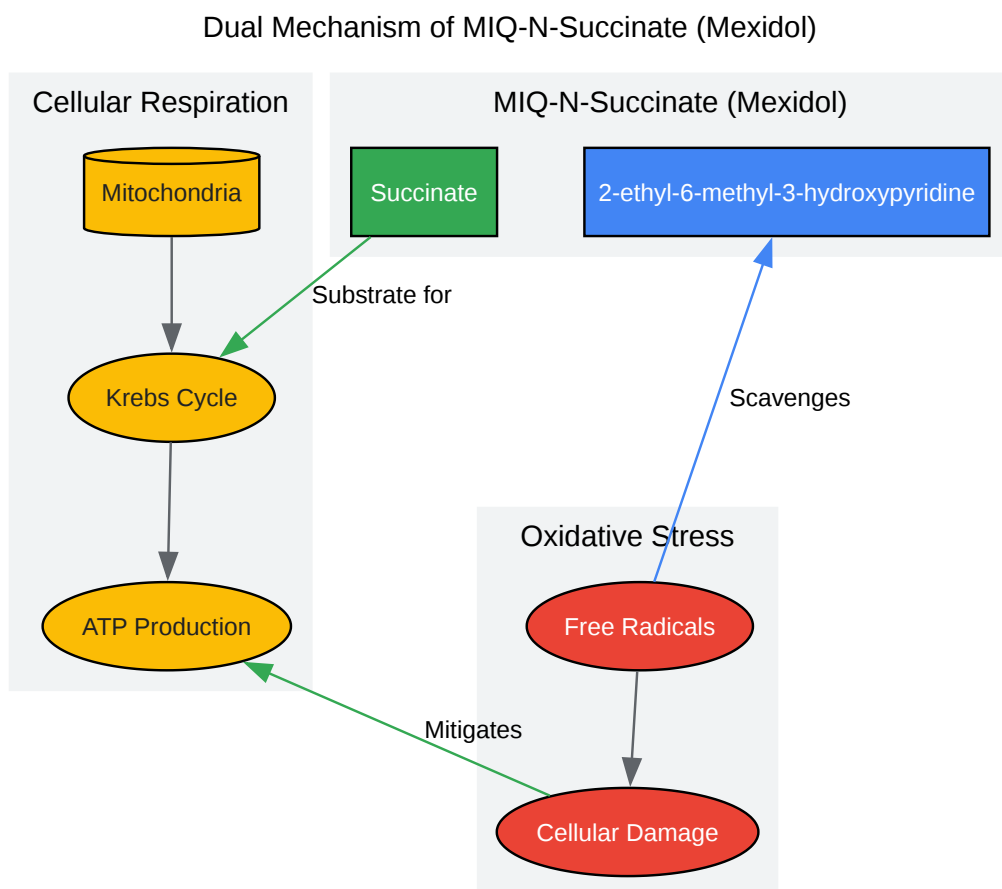 Dual Mechanism of MIQ-N-Succinate (Mexidol)
Cellular Respiration
MIQ-N-Succinate (Mexidol)
Mitochondria
Succinate
2-ethyl-6-methyl-3-hydroxypyridine
Substrate for
Krebs Cycle
Scavenges
Oxidative Stress
ATP Production
Free Radicals
Mitigates
Cellular Damage